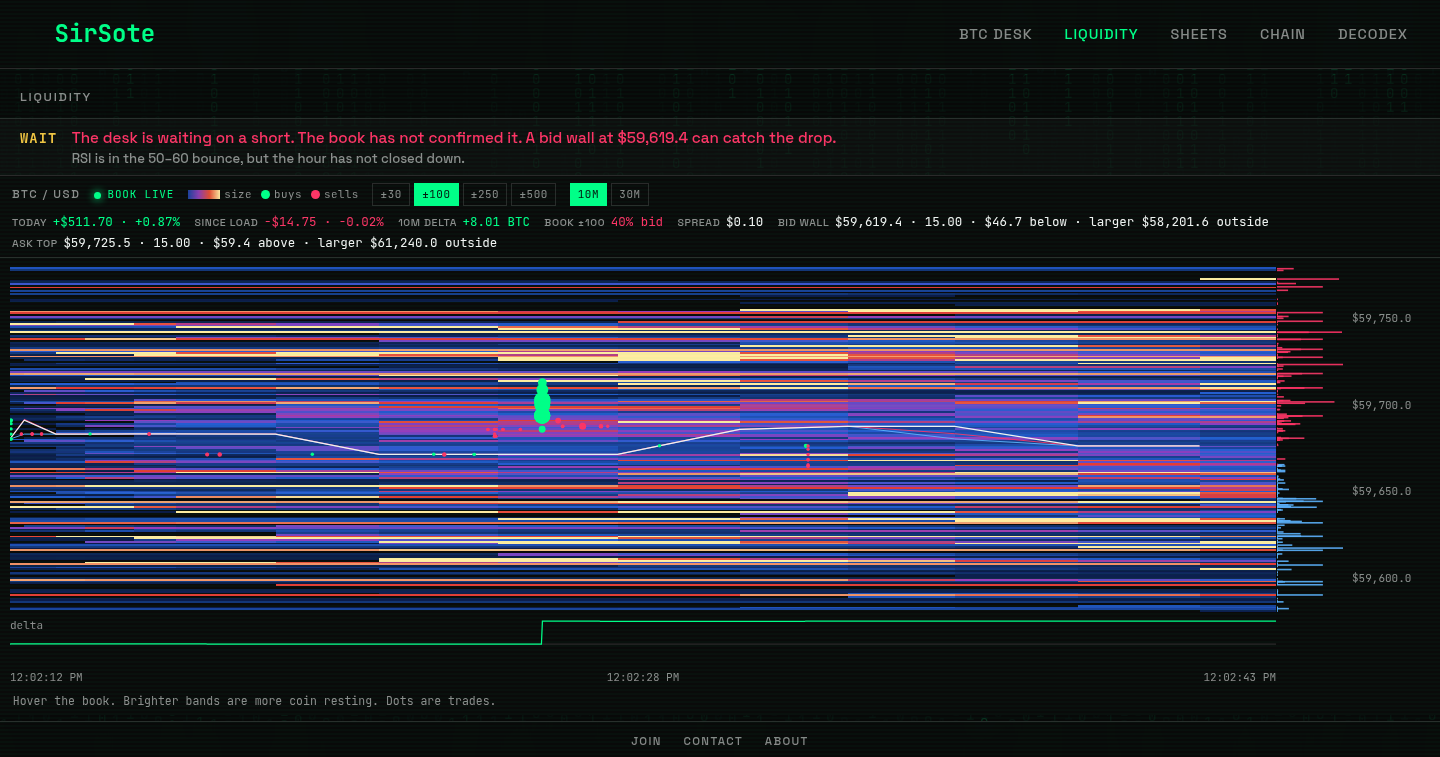 SirSote
BTC DESK LIQUIDITY SHEETS CHAIN DECODEX
LIQUIDITY
WAIT The desk is waiting on a short. The book has not confirmed it. A bid wall at $59,619.4 can catch the drop.
RSI is in the 50–60 bounce, but the hour has not closed down.
BTC / USD BOOK LIVE size buys sells ±30 ±100 ±250 ±500 10M 30M
TODAY +$511.70 · +0.87% SINCE LOAD -$14.75 · -0.02% 10M DELTA +8.01 BTC BOOK ±100 40% bid SPREAD $0.10 BID WALL $59,619.4 · 15.00 · $46.7 below · larger $58,201.6 outside
ASK TOP $59,725.5 · 15.00 · $59.4 above · larger $61,240.0 outside
$59,750.0
$59,700.0
$59,650.0
$59,600.0
delta
12:02:12 PM 12:02:28 PM 12:02:43 PM
Hover the book. Brighter bands are more coin resting. Dots are trades.
JOIN CONTACT ABOUT